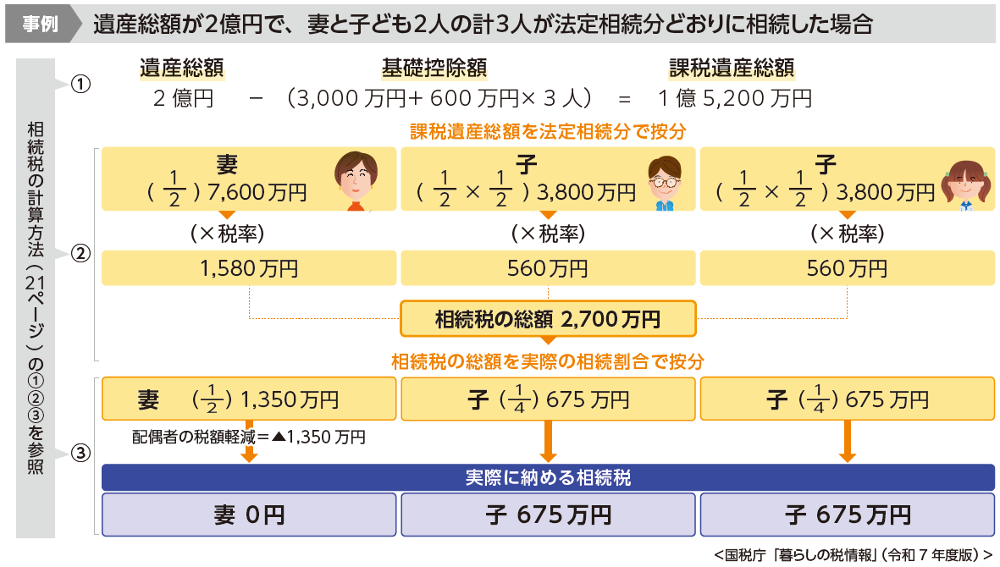 事例 遺産総額が2億円で、妻と子ども2人の計3人が法定相続分どおりに相続した場合
相続税の計算方法(21ページ)の①②③を参照
①
遺産総額 基礎控除額 課税遺産総額
2億円 − (3,000万円+600万円×3人) = 1億5,200万円
課税遺産総額を法定相続分で按分
②
妻 子 子
(1/2) 7,600万円 (1/2 × 1/2) 3,800万円 (1/2 × 1/2) 3,800万円
(×税率) (×税率) (×税率)
1,580万円 560万円 560万円
相続税の総額 2,700万円
相続税の総額を実際の相続割合で按分
③
妻 (1/2) 1,350万円 子 (1/4) 675万円 子 (1/4) 675万円
配偶者の税額軽減=▲1,350万円
実際に納める相続税
妻 0円 子 675万円 子 675万円
<国税庁「暮らしの税情報」(令和7年度版)>